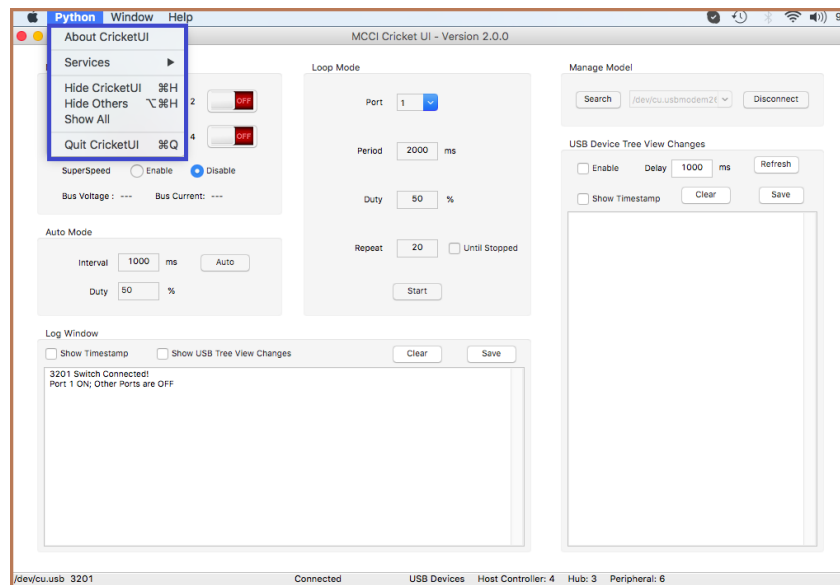 Python Window Help
MCCI Cricket UI - Version 2.0.0
About CricketUI
Services
Hide CricketUI ⌘H
Hide Others ⌥⌘H
Show All
Quit CricketUI ⌘Q
2 OFF
4 OFF
SuperSpeed Enable Disable
Bus Voltage : --- Bus Current: ---
Auto Mode
Interval 1000 ms Auto
Duty 50 %
Loop Mode
Port 1
Period 2000 ms
Duty 50 %
Repeat 20 Until Stopped
Start
Manage Model
Search /dev/cu.usbmodem2 Disconnect
USB Device Tree View Changes
Enable Delay 1000 ms Refresh
Show Timestamp Clear Save
Log Window
Show Timestamp Show USB Tree View Changes Clear Save
3201 Switch Connected!
Port 1 ON; Other Ports are OFF
/dev/cu.usb 3201 Connected USB Devices Host Controller: 4 Hub: 3 Peripheral: 6